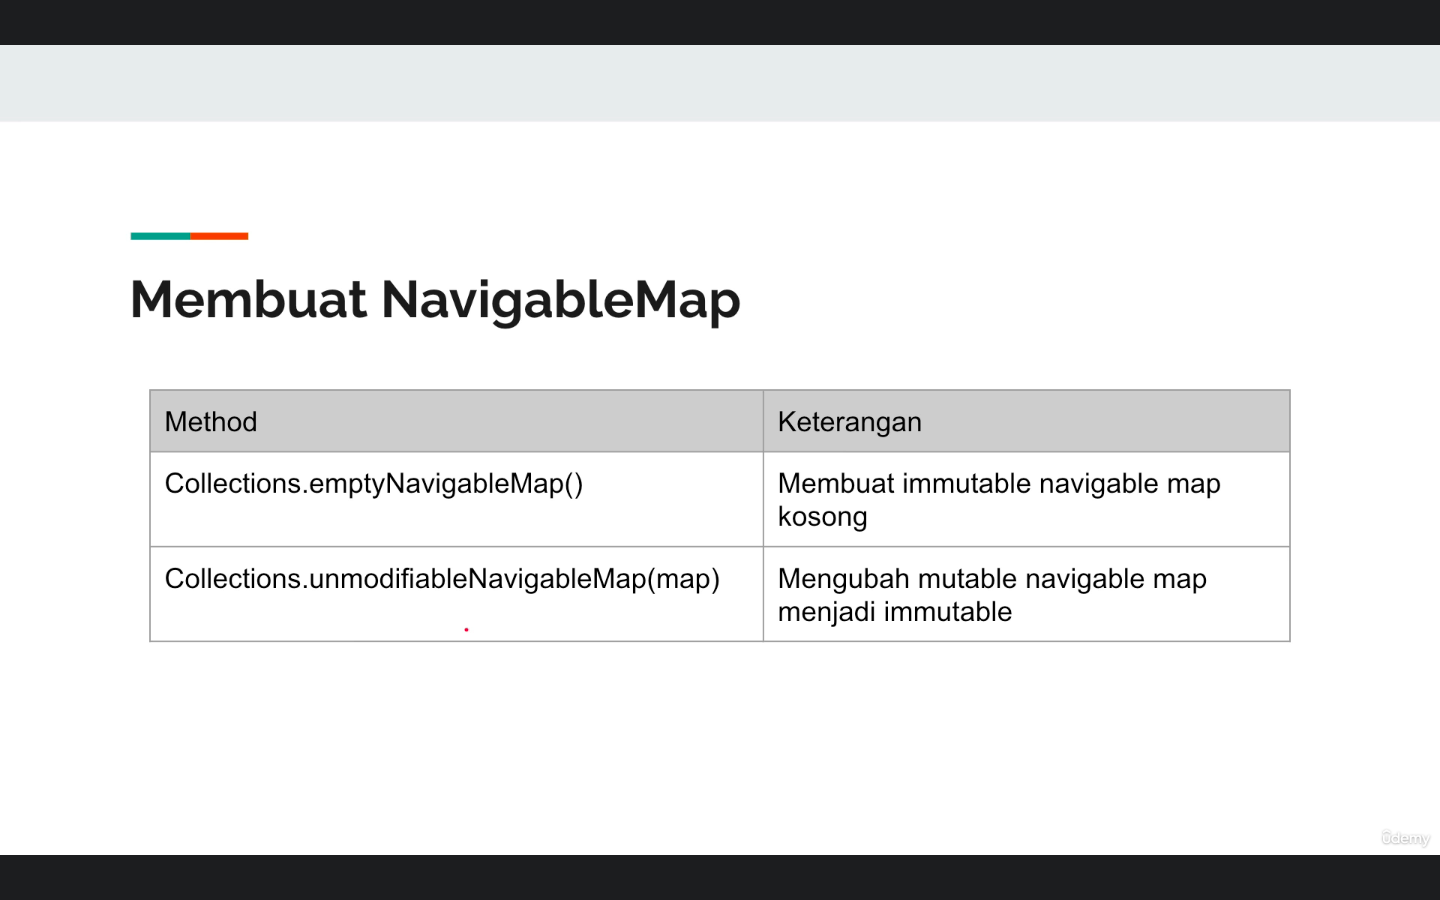 Membuat NavigableMap
Method
Keterangan
Collections.emptyNavigableMap()
Membuat immutable navigable map
kosong
Collections.unmodifiableNavigableMap(map)
Mengubah mutable navigable map
menjadi immutable
ûdemy